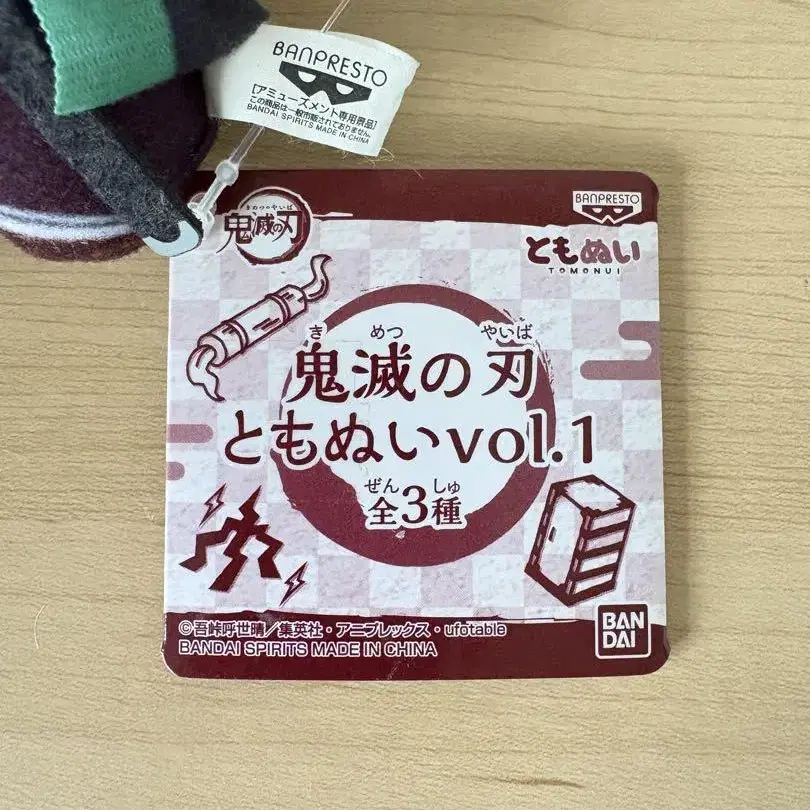 BANPRESTO
[アミューズメント専用景品]
この商品は一般市販されておりません。
BANDAI SPIRITS MADE IN CHINA
きめつのやいば
鬼滅の刃
BANPRESTO
ともぬい
TOMONUI
き めつ やいば
鬼滅の刃
ともぬいvol.1
ぜん しゅ
全3種
©吾峠呼世晴／集英社・アニプレックス・ufotable
BANDAI SPIRITS MADE IN CHINA
BAN
DAI